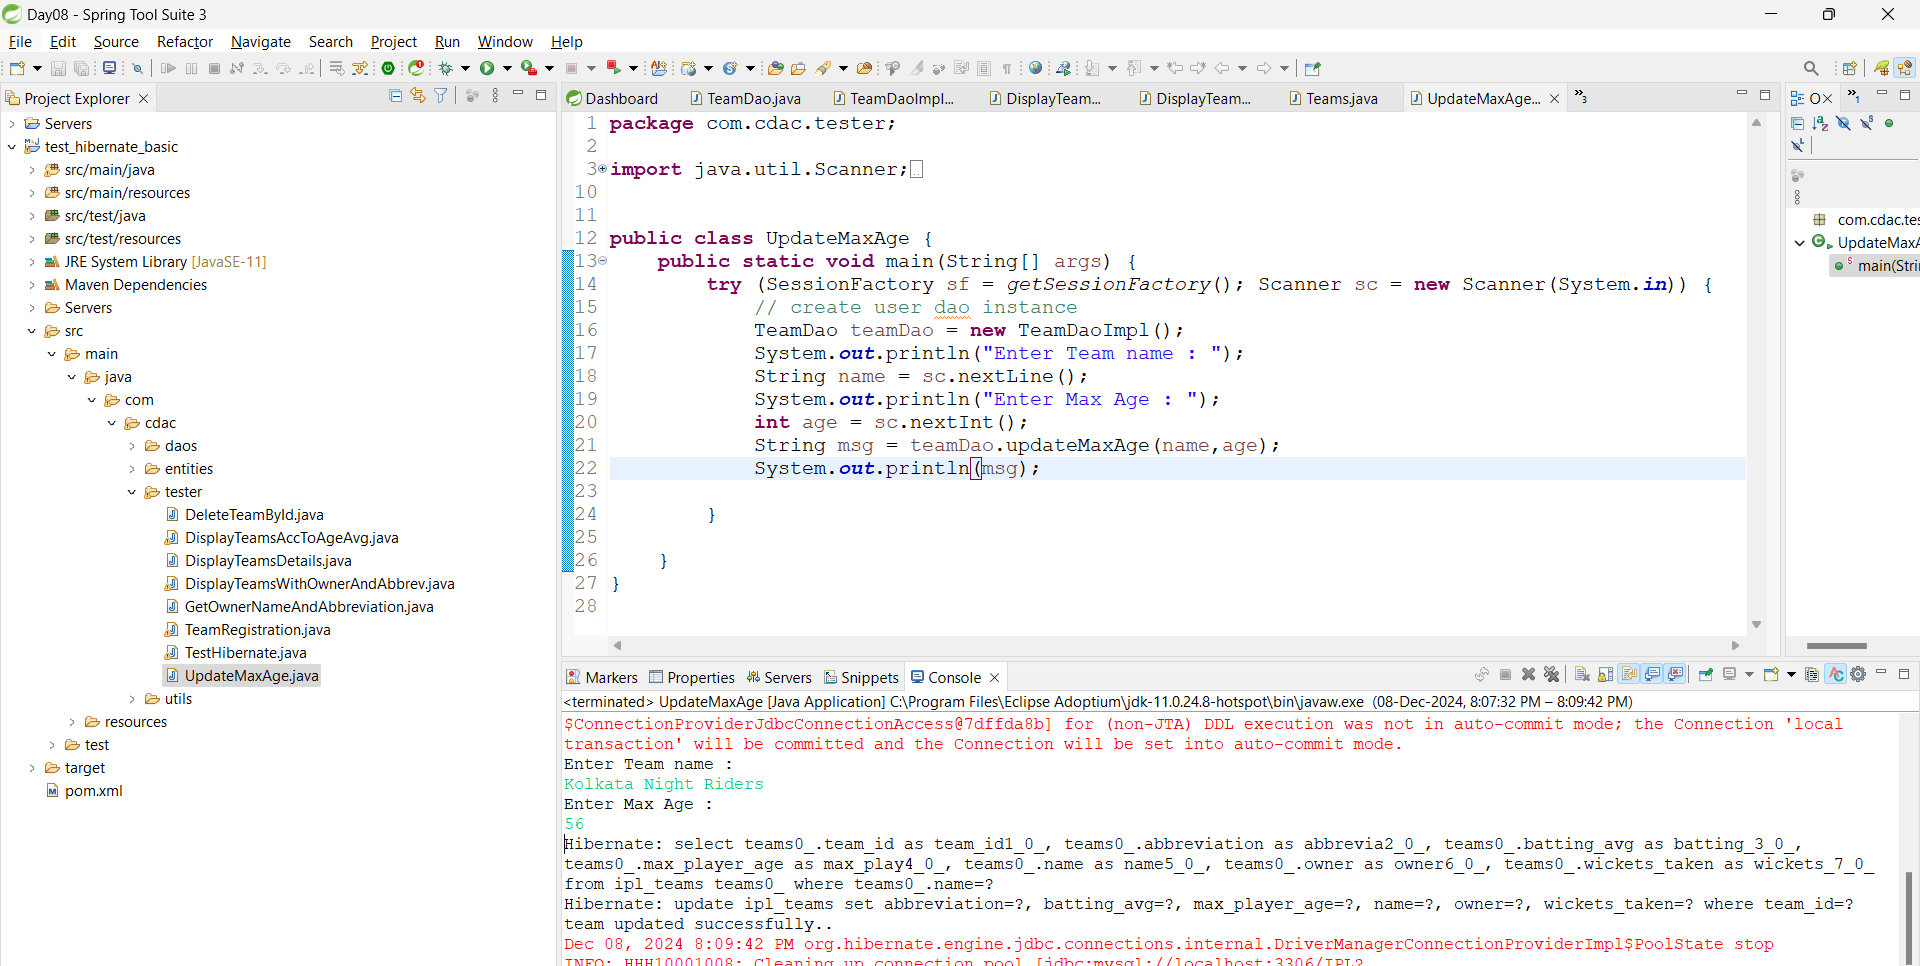 Day08 - Spring Tool Suite 3
File Edit Source Refactor Navigate Search Project Run Window Help
Project Explorer
Servers
test_hibernate_basic
src/main/java
src/main/resources
src/test/java
src/test/resources
JRE System Library [JavaSE-11]
Maven Dependencies
Servers
src
main
java
com
cdac
daos
entities
tester
DeleteTeamById.java
DisplayTeamsAccToAgeAvg.java
DisplayTeamsDetails.java
DisplayTeamsWithOwnerAndAbbrev.java
GetOwnerNameAndAbbreviation.java
TeamRegistration.java
TestHibernate.java
UpdateMaxAge.java
utils
resources
test
target
pom.xml
Dashboard TeamDao.java TeamDaoImpl... DisplayTeam... DisplayTeam... Teams.java UpdateMaxAge... »3
1 package com.cdac.tester;
2
3 import java.util.Scanner;
10
11
12 public class UpdateMaxAge {
13 public static void main(String[] args) {
14 try (SessionFactory sf = getSessionFactory(); Scanner sc = new Scanner(System.in)) {
15 // create user dao instance
16 TeamDao teamDao = new TeamDaoImpl();
17 System.out.println("Enter Team name : ");
18 String name = sc.nextLine();
19 System.out.println("Enter Max Age : ");
20 int age = sc.nextInt();
21 String msg = teamDao.updateMaxAge(name,age);
22 System.out.println(msg);
23
24 }
25
26 }
27 }
28
O »1
com.cdac.tes
UpdateMaxA
main(Stri
Markers Properties Servers Snippets Console
<terminated> UpdateMaxAge [Java Application] C:\Program Files\Eclipse Adoptium\jdk-11.0.24.8-hotspot\bin\javaw.exe (08-Dec-2024, 8:07:32 PM – 8:09:42 PM)
$ConnectionProviderJdbcConnectionAccess@7dffda8b] for (non-JTA) DDL execution was not in auto-commit mode; the Connection 'local
transaction' will be committed and the Connection will be set into auto-commit mode.
Enter Team name :
Kolkata Night Riders
Enter Max Age :
56
Hibernate: select teams0_.team_id as team_id1_0_, teams0_.abbreviation as abbrevia2_0_, teams0_.batting_avg as batting_3_0_,
teams0_.max_player_age as max_play4_0_, teams0_.name as name5_0_, teams0_.owner as owner6_0_, teams0_.wickets_taken as wickets_7_0_
from ipl_teams teams0_ where teams0_.name=?
Hibernate: update ipl_teams set abbreviation=?, batting_avg=?, max_player_age=?, name=?, owner=?, wickets_taken=? where team_id=?
team updated successfully..
Dec 08, 2024 8:09:42 PM org.hibernate.engine.jdbc.connections.internal.DriverManagerConnectionProviderImpl$PoolState stop
INFO: HHH10001008: Cleaning up connection pool [jdbc:mysql://localhost:3306/IPL?